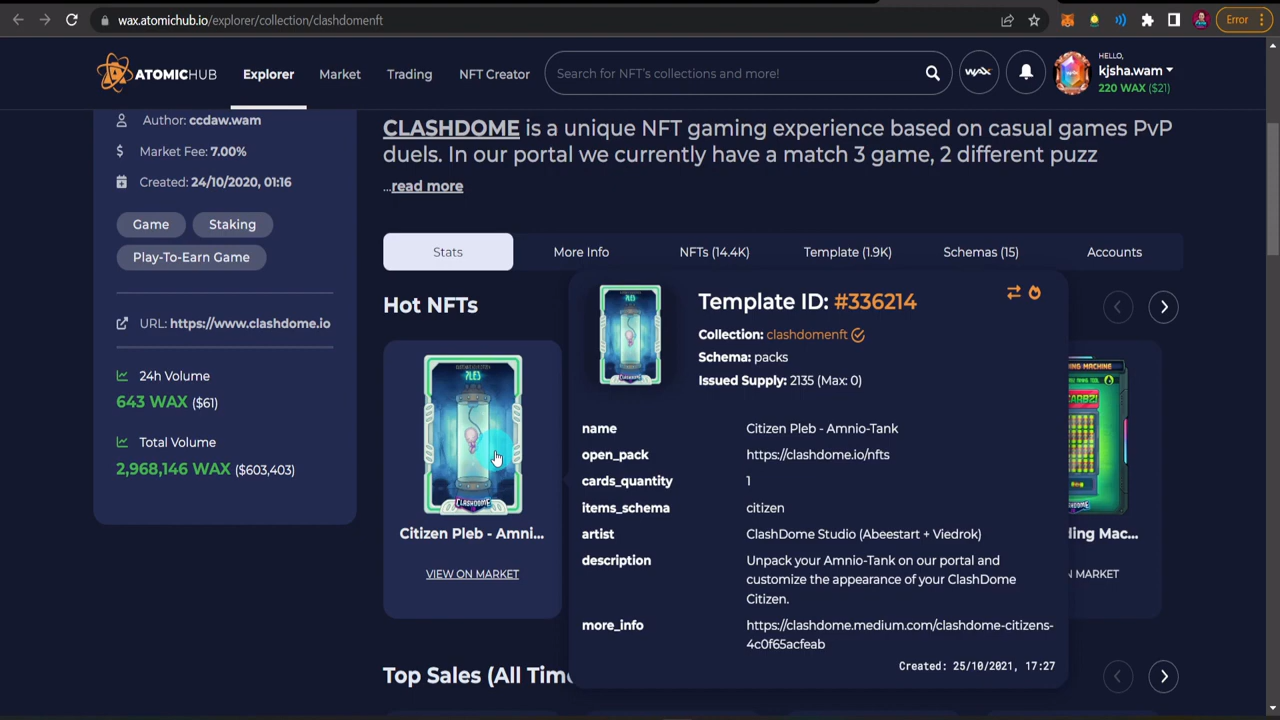 wax.atomichub.io/explorer/collection/clashdomenft
Error
ATOMICHUB
Explorer
Market
Trading
NFT Creator
Search for NFT's collections and more!
WAX
HELLO,
kjsha.wam
220 WAX ($21)
Author: ccdaw.wam
$ Market Fee: 7.00%
Created: 24/10/2020, 01:16
Game
Staking
Play-To-Earn Game
URL: https://www.clashdome.io
24h Volume
643 WAX ($61)
Total Volume
2,968,146 WAX ($603,403)
CLASHDOME is a unique NFT gaming experience based on casual games PvP
duels. In our portal we currently have a match 3 game, 2 different puzz
...read more
Stats
More Info
NFTs (14.4K)
Template (1.9K)
Schemas (15)
Accounts
Hot NFTs
PLEB
CLASHDOME
Citizen Pleb - Amni...
VIEW ON MARKET
PLEB
CLASHDOME
Template ID: #336214
Collection: clashdomenft
Schema: packs
Issued Supply: 2135 (Max: 0)
name
Citizen Pleb - Amnio-Tank
open_pack
https://clashdome.io/nfts
cards_quantity
1
items_schema
citizen
artist
ClashDome Studio (Abeestart + Viedrok)
description
Unpack your Amnio-Tank on our portal and
customize the appearance of your ClashDome
Citizen.
more_info
https://clashdome.medium.com/clashdome-citizens-
4c0f65acfeab
Created: 25/10/2021, 17:27
MACHINE
CARBZ!
ding Mac...
N MARKET
Top Sales (All Time